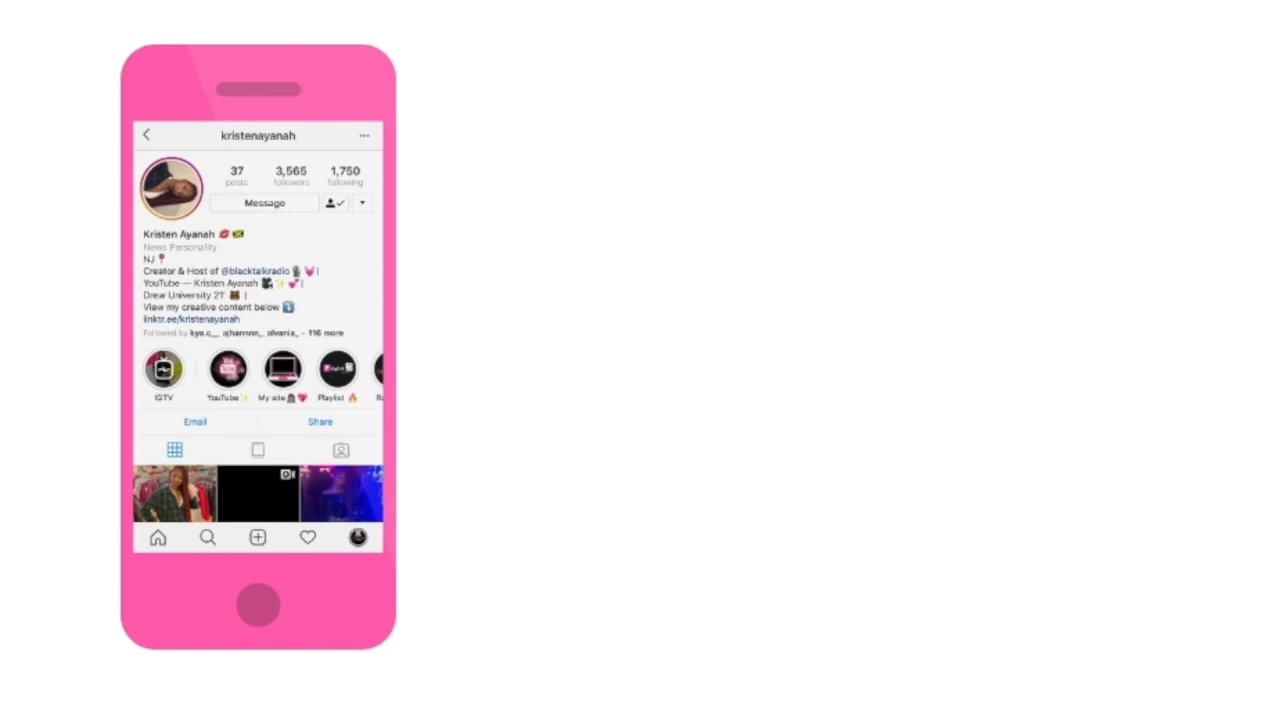 kristenayanah
37 3,565 1,750
posts followers following
Message
Kristen Ayanah 💋 🇯🇲
News Personality
NJ 📍
Creator & Host of @blacktalkradio 🎙 💓 |
YouTube — Kristen Ayanah 🎥 ✨ 💕 |
Drew University 21' 🐻 |
View my creative content below ⤵️
linktr.ee/kristenayanah
Followed by kya.c__, ajhannnn_, olvania_ + 116 more
YouTube
IGTV YouTube✨ My site 💖 Playlist 🔥
Email Share